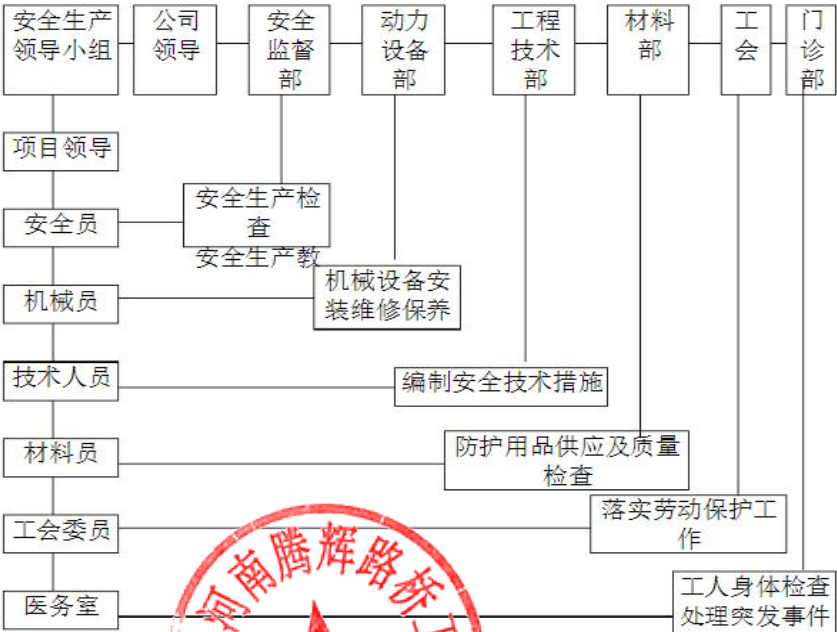 安全生产
领导小组
公司
领导
安全
监督
部
动力
设备
部
工程
技术
部
材料
部
工
会
门
诊
部
项目领导
安全员
安全生产检
查
安全生产教
机械员
机械设备安
装维修保养
技术人员
编制安全技术措施
材料员
防护用品供应及质量
检查
工会委员
落实劳动保护工
作
医务室
工人身体检查
处理突发事件
河南腾辉路桥